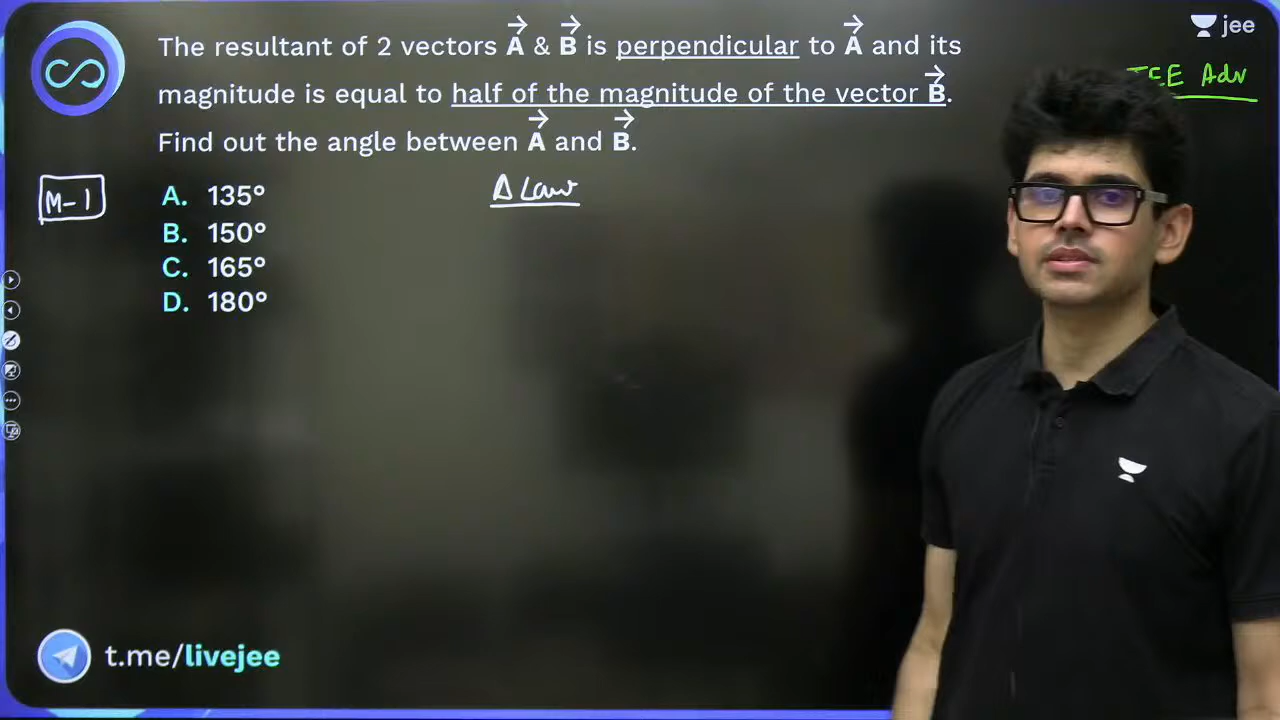 The resultant of 2 vectors A & B is perpendicular to A and its
magnitude is equal to half of the magnitude of the vector B.
Find out the angle between A and B.
jee
Adv
M-1
A. 135°
B. 150°
C. 165°
D. 180°
Δ Law
t.me/livejee